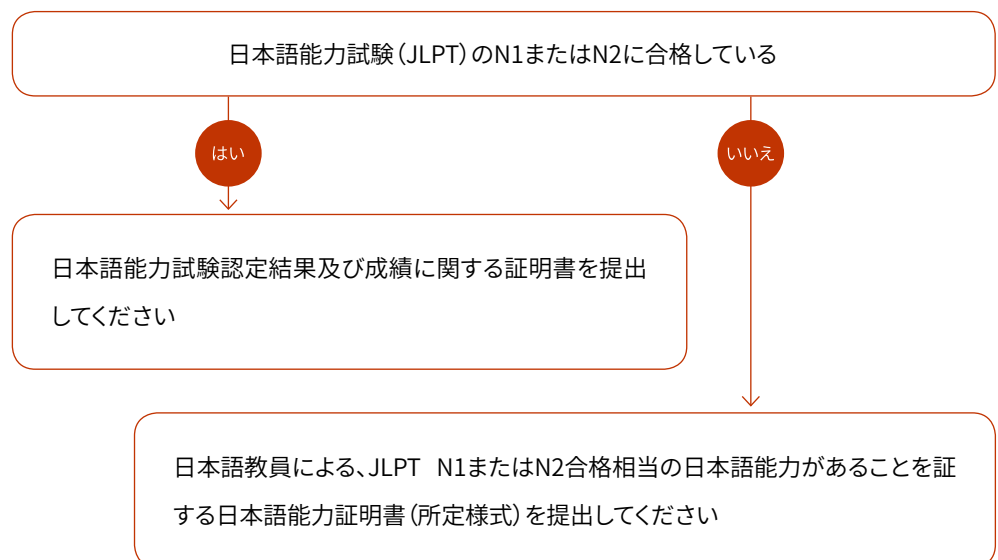 日本語能力試験（JLPT）のN1またはN2に合格している
はい
いいえ
日本語能力試験認定結果及び成績に関する証明書を提出
してください
日本語教員による、JLPT　N1またはN2合格相当の日本語能力があることを証
する日本語能力証明書（所定様式）を提出してください